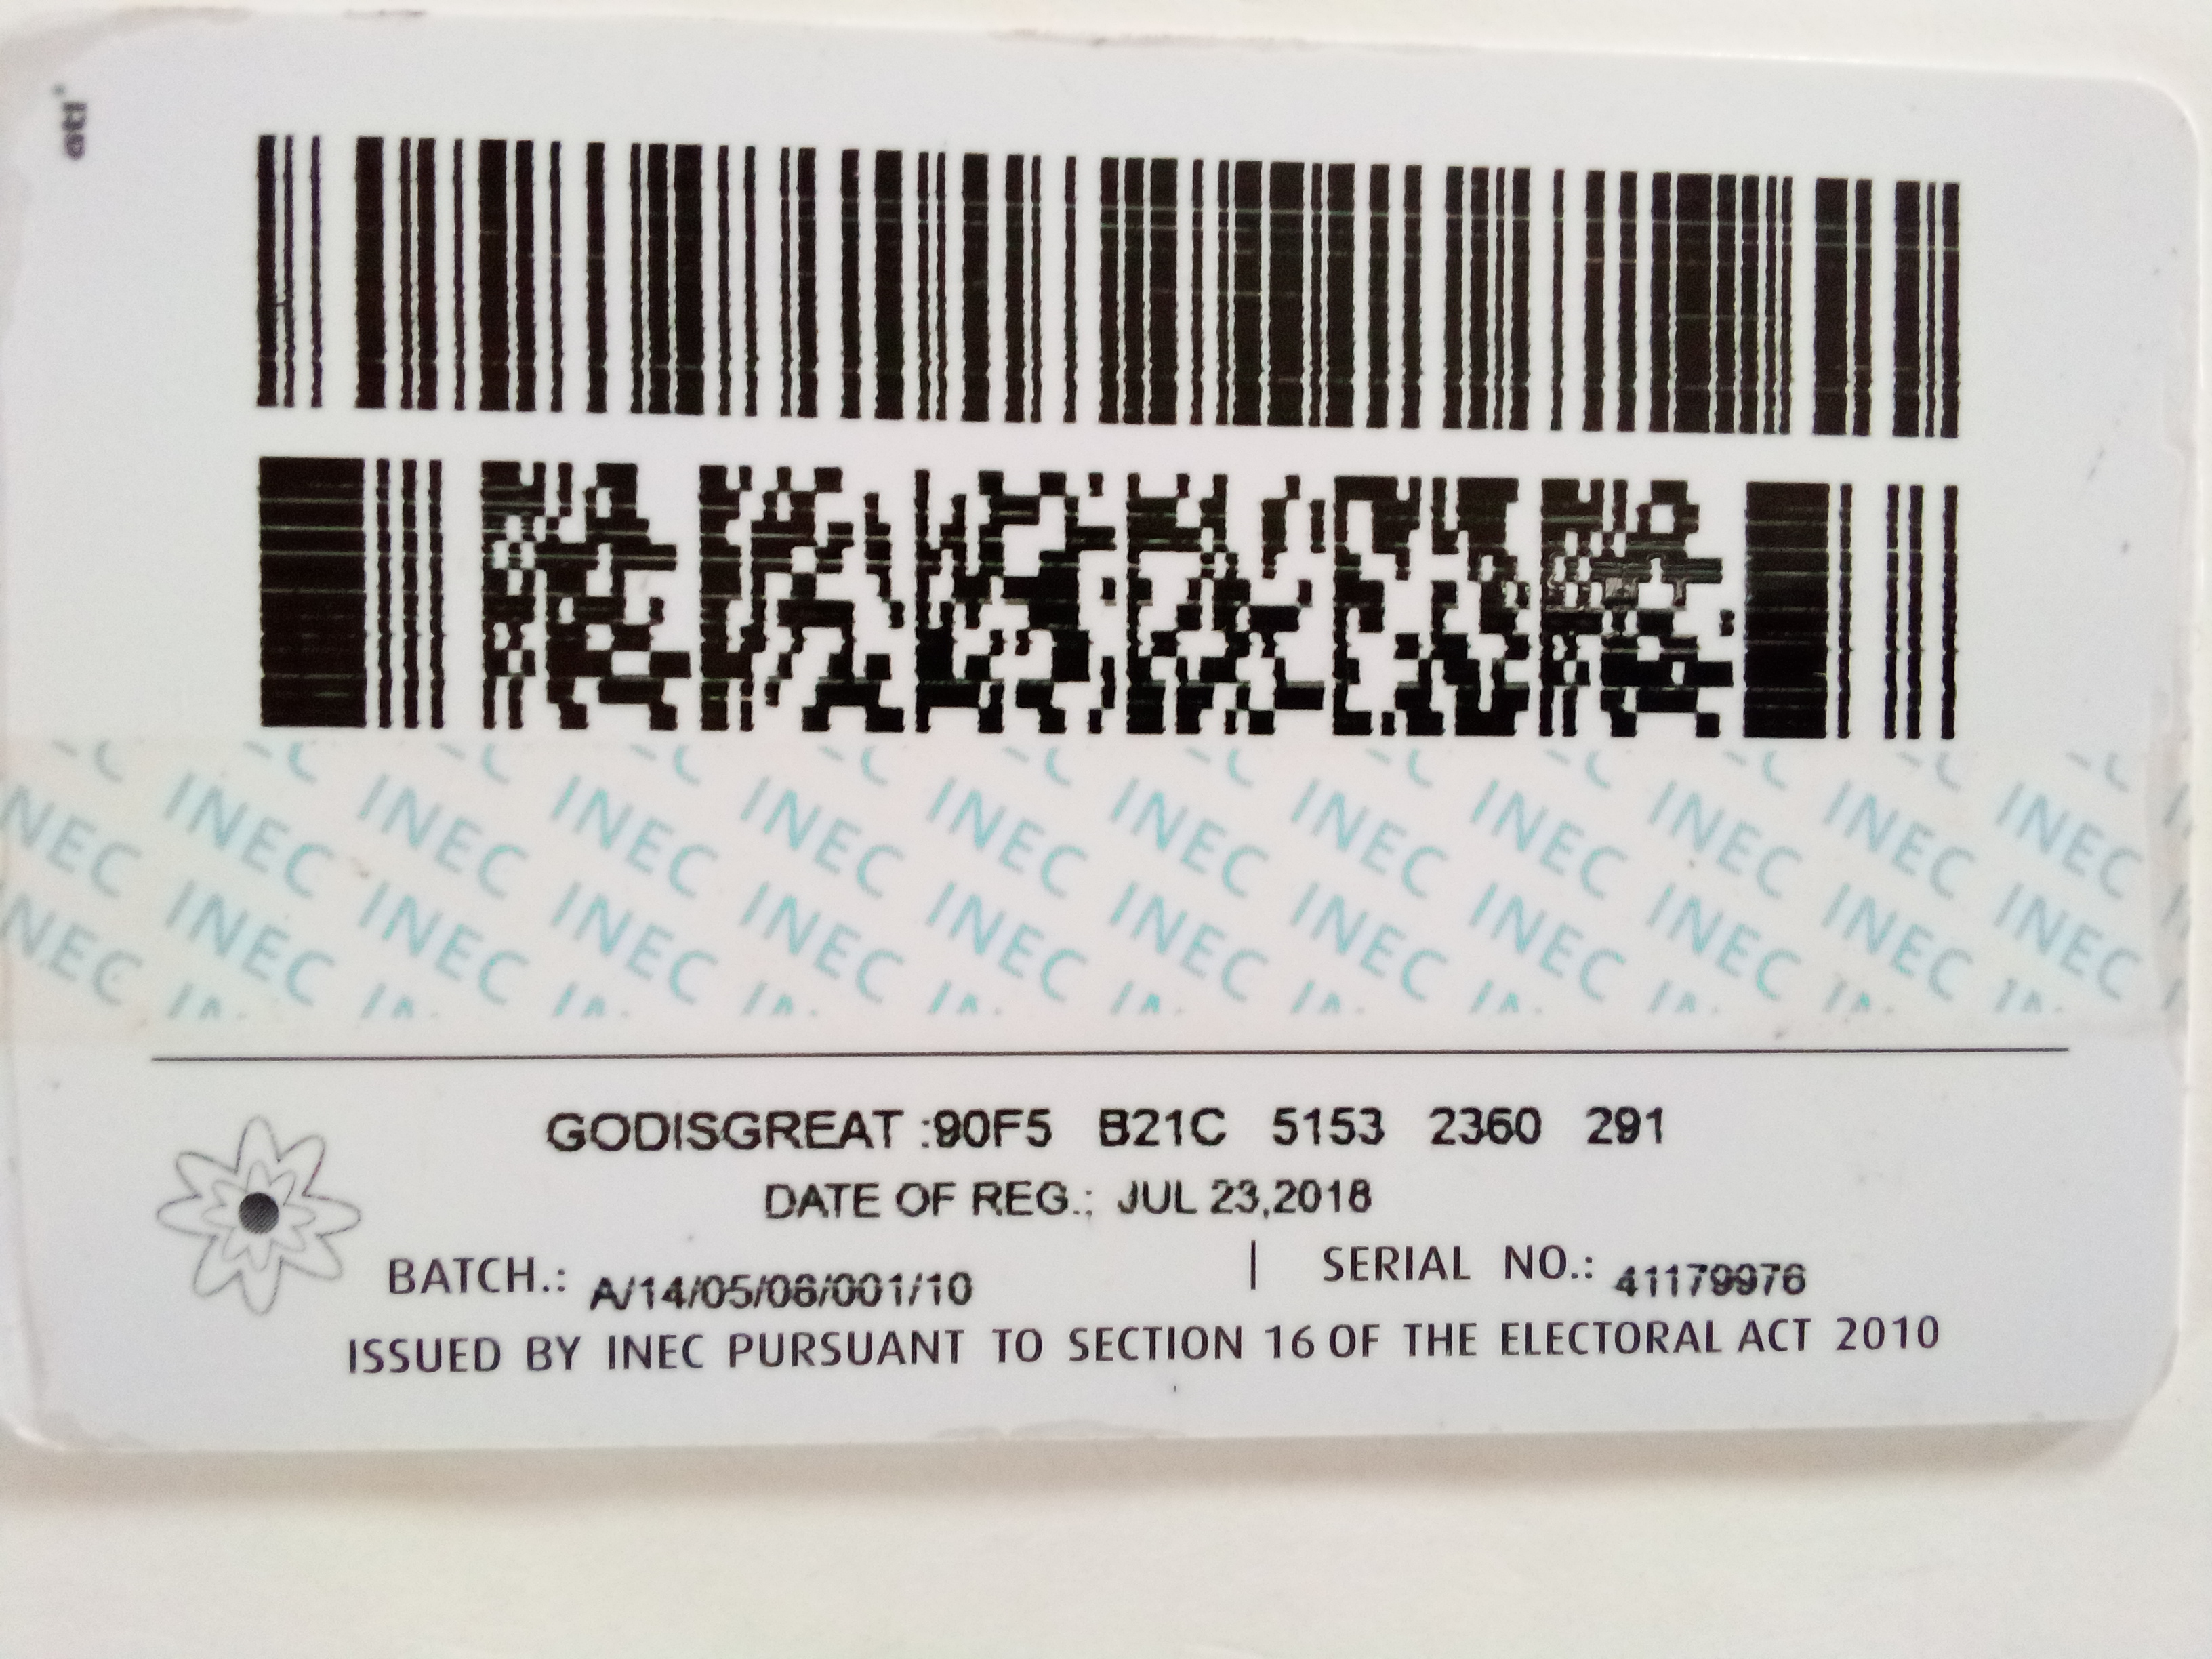 ati
INEC INEC INEC INEC INEC INEC INEC INEC INEC INEC INEC INEC
INEC INEC INEC INEC INEC INEC INEC INEC INEC INEC INEC INEC
GODISGREAT :90F5 B21C 5153 2360 291
DATE OF REG.: JUL 23,2018
BATCH.: A/14/05/06/001/10 | SERIAL NO.: 41179976
ISSUED BY INEC PURSUANT TO SECTION 16 OF THE ELECTORAL ACT 2010